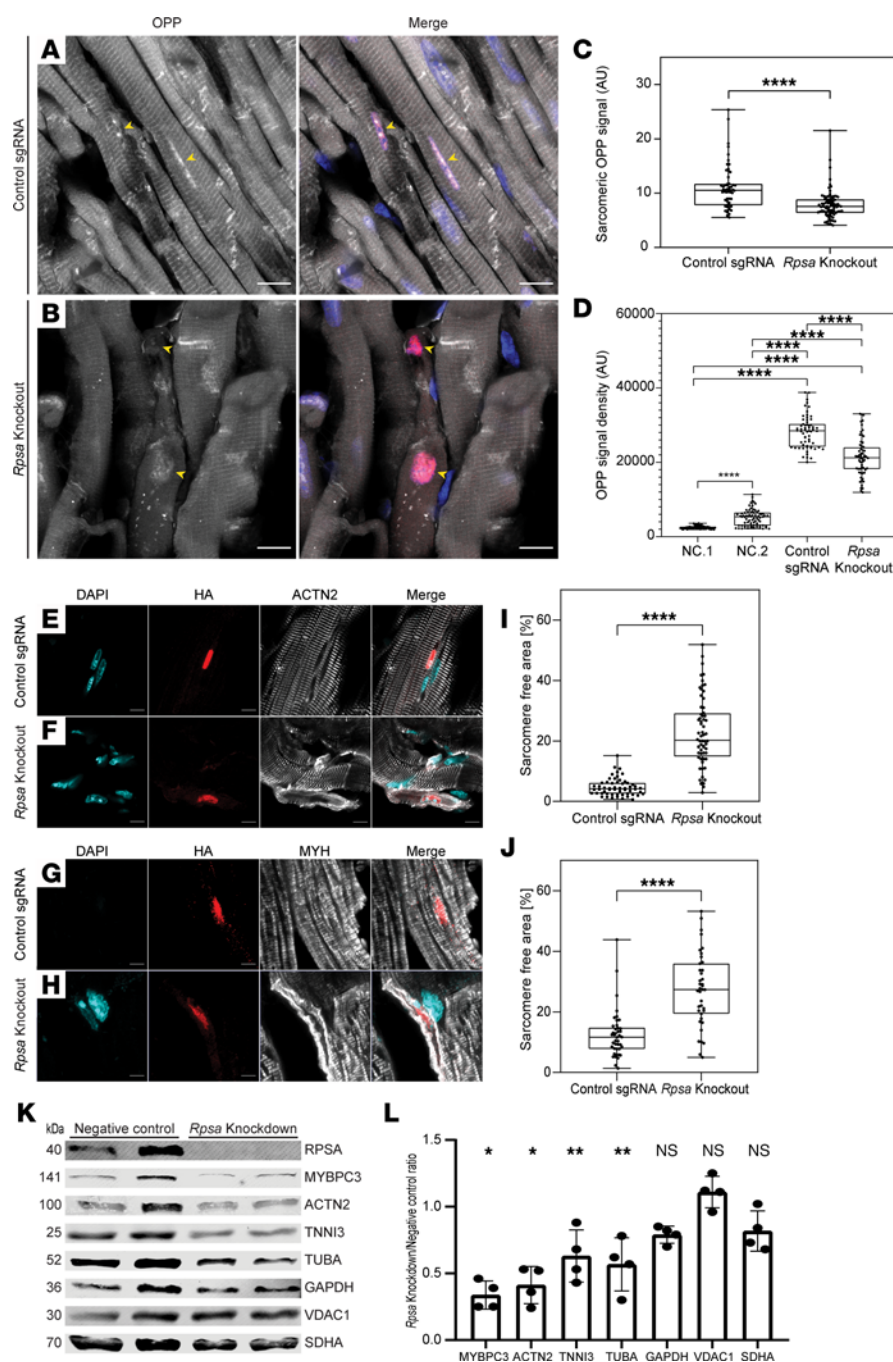 OPP Merge
A
Control sgRNA
B
Rpsa Knockout
C
Sarcomeric OPP signal (AU)
30
20
10
0
****
Control sgRNA Rpsa Knockout
D
OPP signal density (AU)
60000
40000
20000
0
****
****
****
****
****
****
NC.1 NC.2 Control sgRNA Rpsa Knockout
DAPI HA ACTN2 Merge
E
Control sgRNA
F
Rpsa Knockout
DAPI HA MYH Merge
G
Control sgRNA
H
Rpsa Knockout
I
Sarcomere free area [%]
60
40
20
0
****
Control sgRNA Rpsa Knockout
J
Sarcomere free area [%]
60
40
20
0
****
Control sgRNA Rpsa Knockout
K
kDa Negative control Rpsa Knockdown
40 RPSA
141 MYBPC3
100 ACTN2
25 TNNI3
52 TUBA
36 GAPDH
30 VDAC1
70 SDHA
L
Rpsa Knockdown/Negative control ratio
1.5
1.0
0.5
0.0
* * ** ** NS NS NS
MYBPC3 ACTN2 TNNI3 TUBA GAPDH VDAC1 SDHA